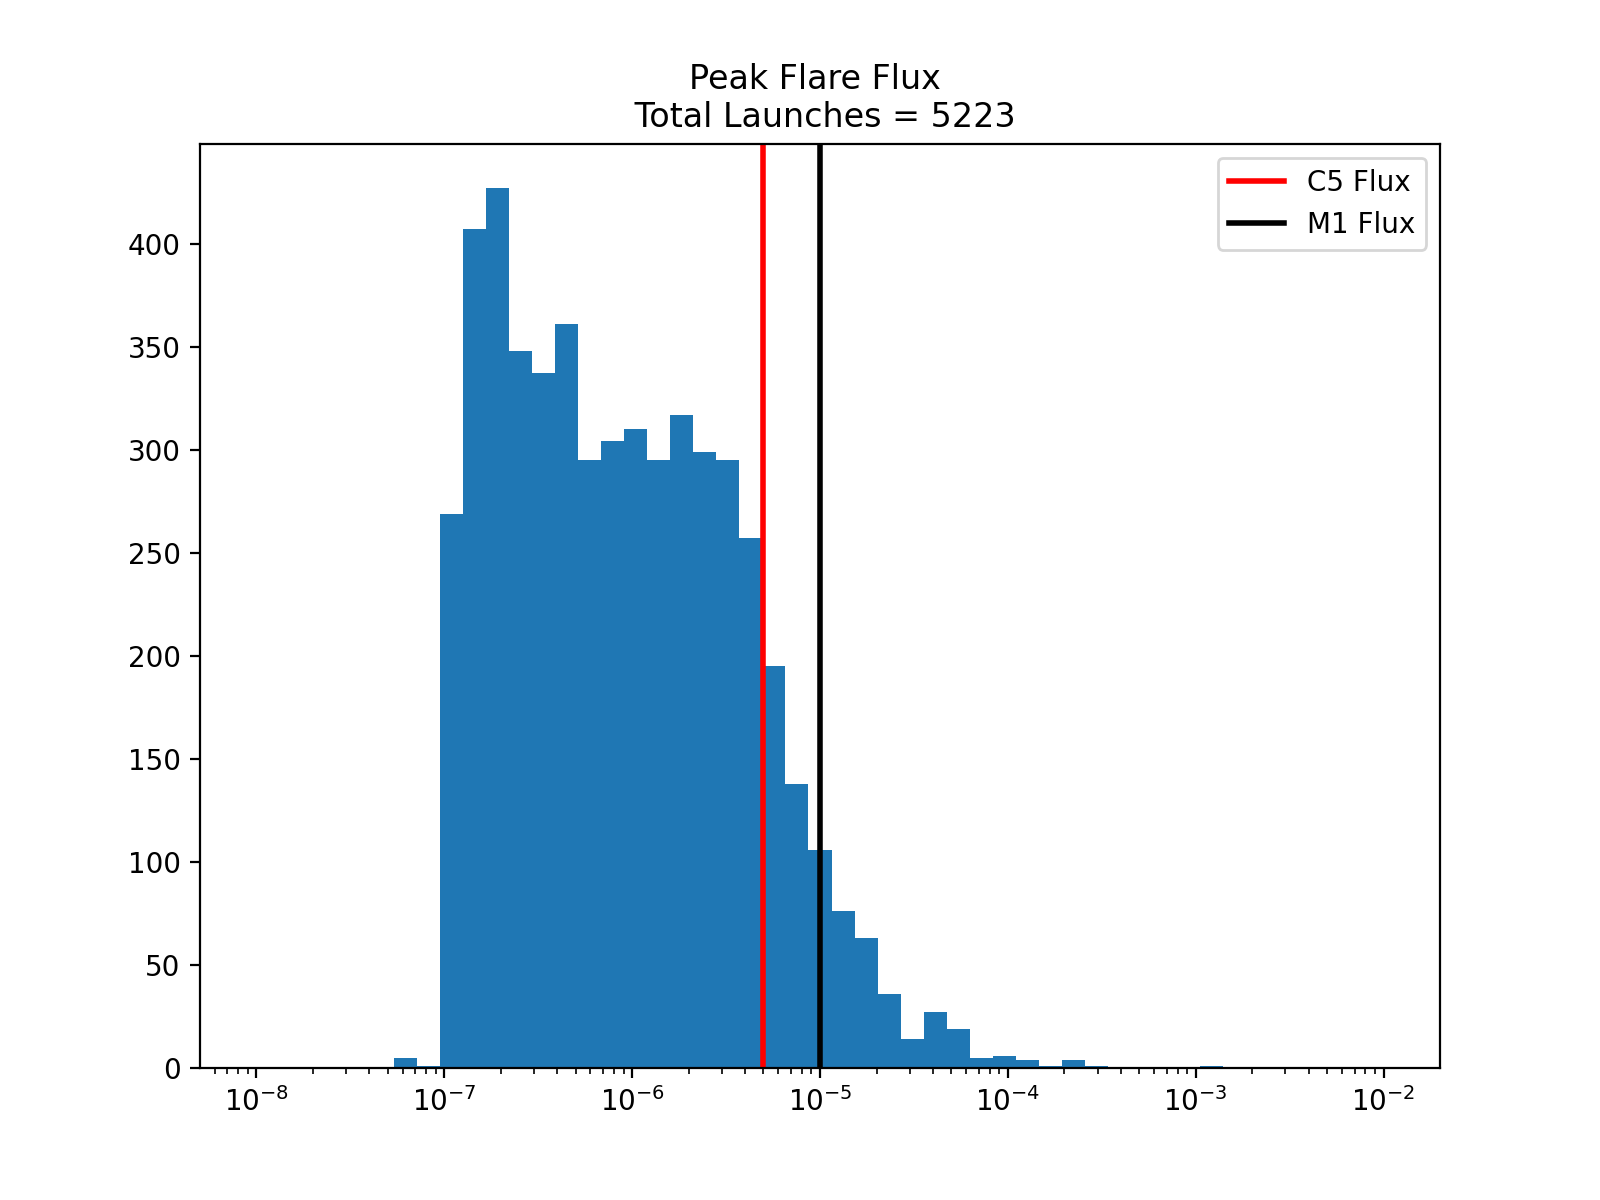 Peak Flare Flux
Total Launches = 5223
C5 Flux
M1 Flux
400
350
300
250
200
150
100
50
0
10⁻⁸ 10⁻⁷ 10⁻⁶ 10⁻⁵ 10⁻⁴ 10⁻³ 10⁻²